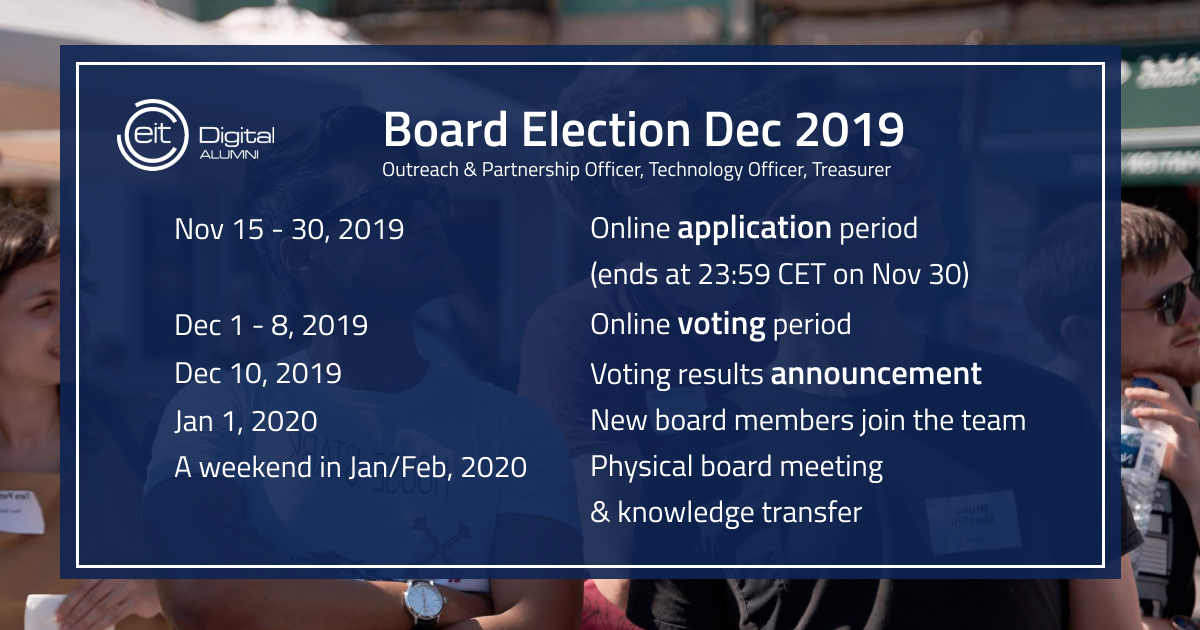 eit Digital
ALUMNI
Board Election Dec 2019
Outreach & Partnership Officer, Technology Officer, Treasurer
Nov 15 - 30, 2019
Online application period
(ends at 23:59 CET on Nov 30)
Dec 1 - 8, 2019
Online voting period
Dec 10, 2019
Voting results announcement
Jan 1, 2020
New board members join the team
A weekend in Jan/Feb, 2020
Physical board meeting
& knowledge transfer